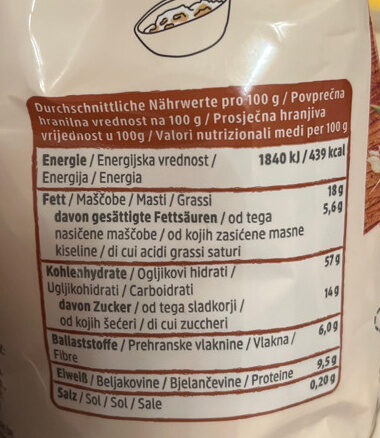 Durchschnittliche Nährwerte pro 100 g / Povprečna
hranilna vrednost na 100 g / Prosječna hranjiva
vrijednost u 100g / Valori nutrizionali medi per 100 g
Energie / Energijska vrednost / 1840 kJ / 439 kcal
Energija / Energia
Fett / Maščobe / Masti / Grassi 18 g
davon gesättigte Fettsäuren / od tega 5,6 g
nasičene maščobe / od kojih zasićene masne
kiseline / di cui acidi grassi saturi
Kohlenhydrate / Ogljikovi hidrati / 57 g
Ugljikohidrati / Carboidrati
davon Zucker / od tega sladkorji / 14 g
od kojih šećeri / di cui zuccheri
Ballaststoffe / Prehranske vlaknine / Vlakna / 6,0 g
Fibre
Eiweiß / Beljakovine / Bjelančevine / Proteine 9,5 g
Salz / Sol / Sol / Sale 0,20 g